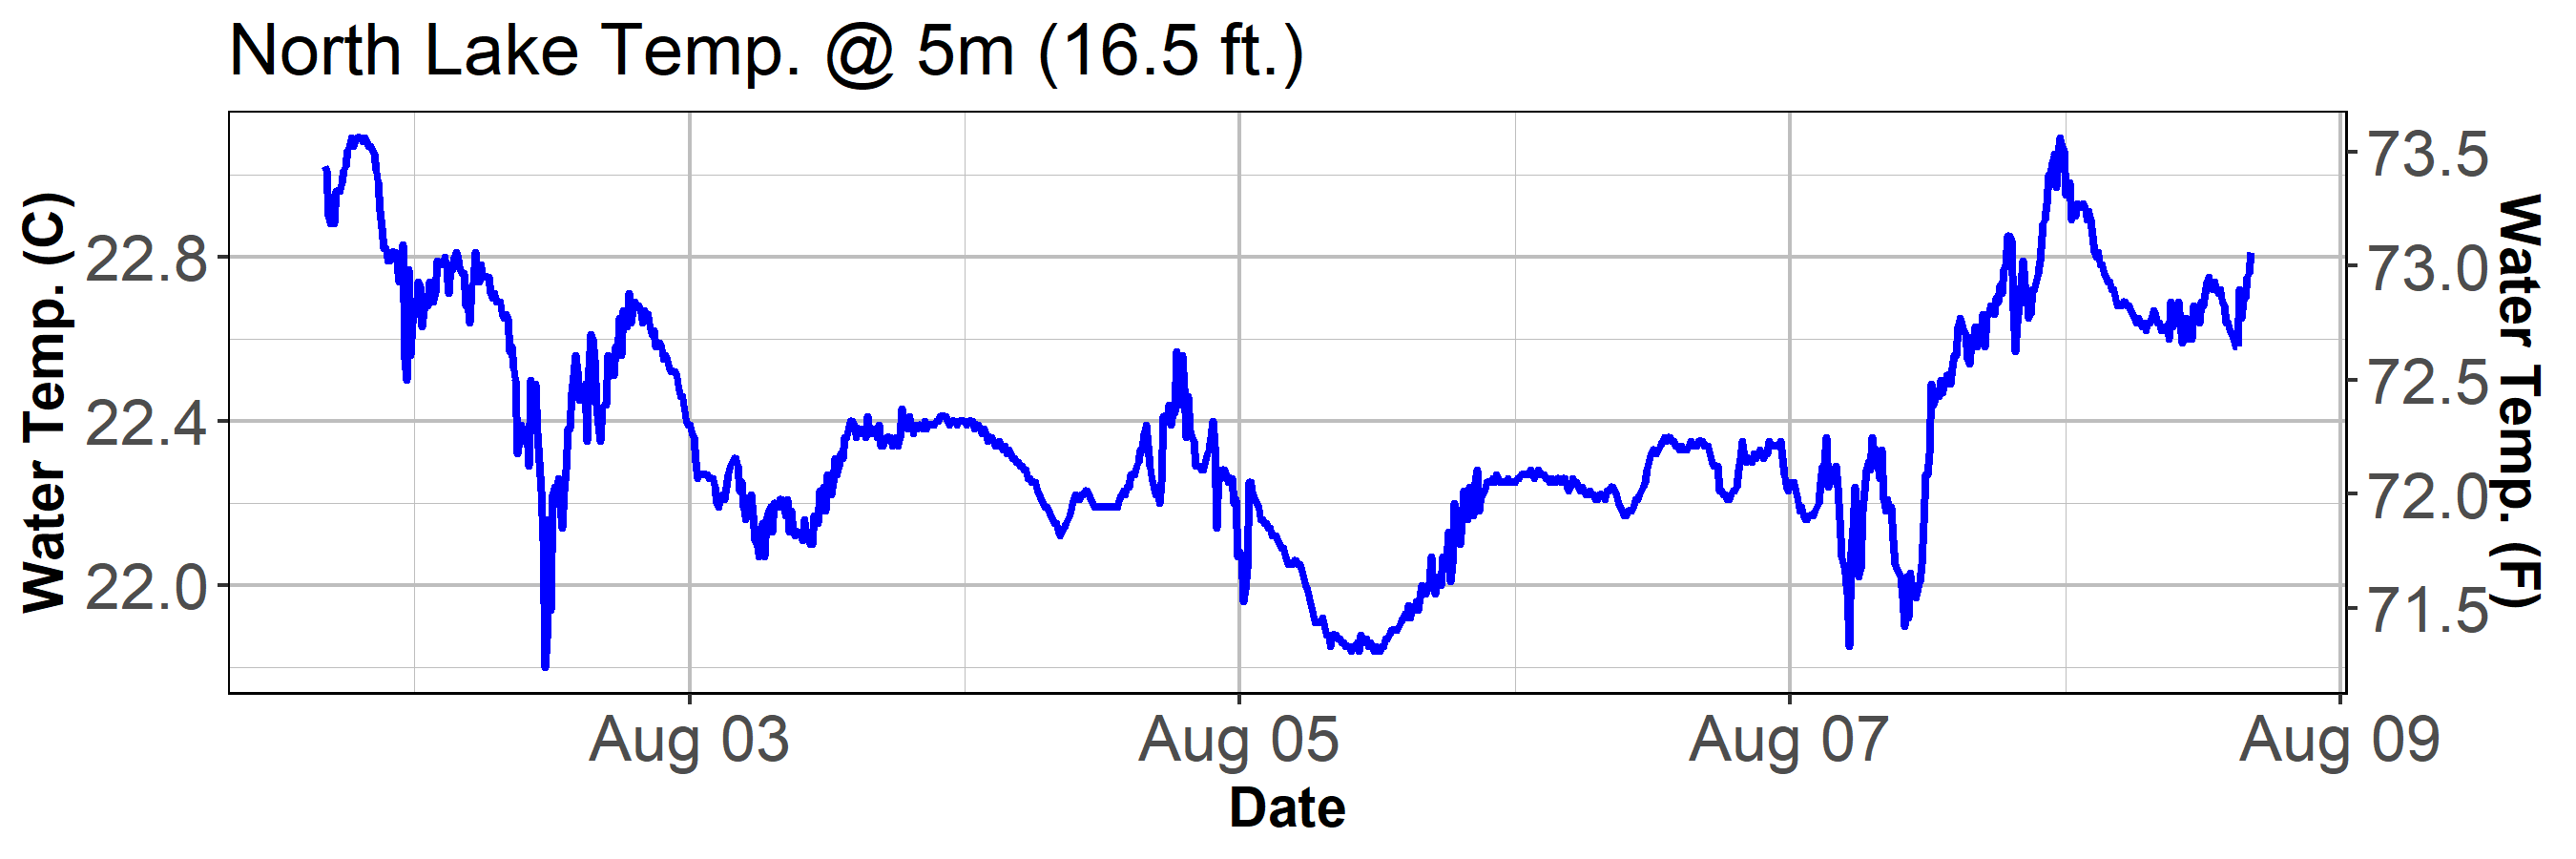 North Lake Temp. @ 5m (16.5 ft.)
Water Temp. (C)
22.8
22.4
22.0
73.5
73.0
72.5
72.0
71.5
Water Temp. (F)
Aug 03 Aug 05 Aug 07 Aug 09
Date